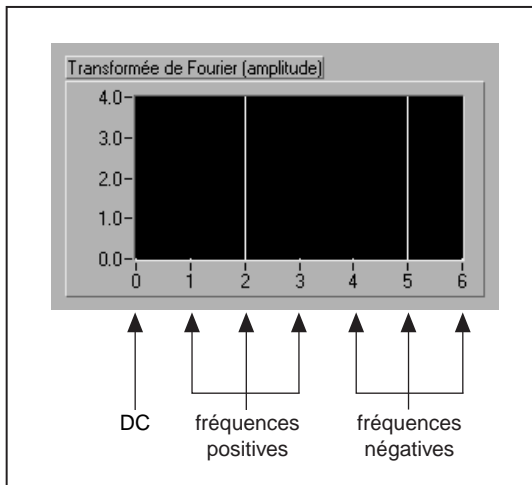 Transformée de Fourier (amplitude)
4.0
3.0
2.0
1.0
0.0
0 1 2 3 4 5 6
DC
fréquences
positives
fréquences
négatives